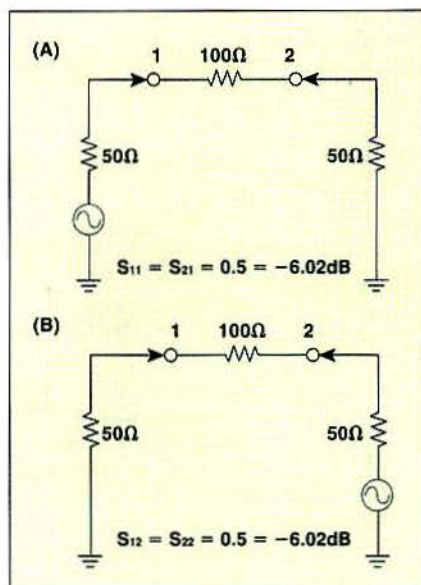 (A)
1 100Ω 2
50Ω 50Ω
S₁₁ = S₂₁ = 0.5 = −6.02dB
(B)
1 100Ω 2
50Ω 50Ω
S₁₂ = S₂₂ = 0.5 = −6.02dB